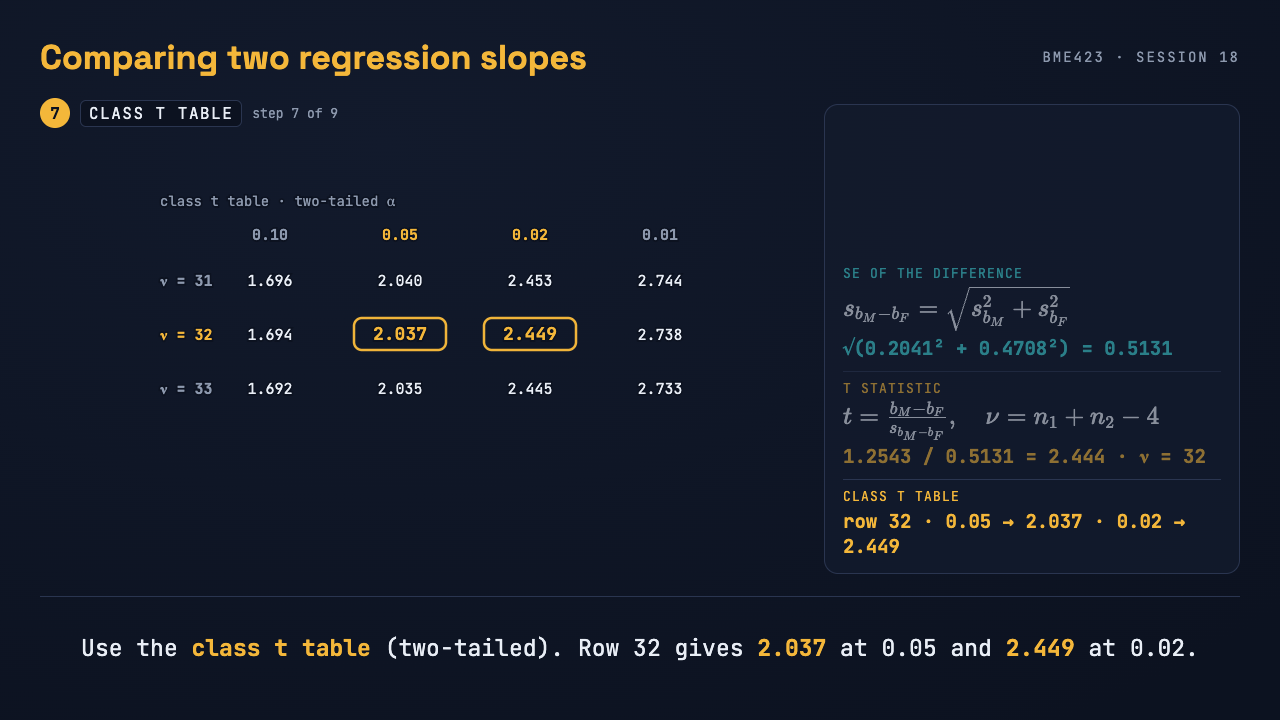 Comparing two regression slopes
BME423 · SESSION 18
7 CLASS T TABLE step 7 of 9
class t table · two-tailed α
0.10 0.05 0.02 0.01
ν = 31 1.696 2.040 2.453 2.744
ν = 32 1.694 2.037 2.449 2.738
ν = 33 1.692 2.035 2.445 2.733
SE OF THE DIFFERENCE
s_{b_M−b_F} = √(s²_{b_M} + s²_{b_F})
√(0.2041² + 0.4708²) = 0.5131
T STATISTIC
t = (b_M−b_F)/(s_{b_M−b_F}), ν = n₁ + n₂ − 4
1.2543 / 0.5131 = 2.444 · ν = 32
CLASS T TABLE
row 32 · 0.05 → 2.037 · 0.02 →
2.449
Use the class t table (two-tailed). Row 32 gives 2.037 at 0.05 and 2.449 at 0.02.